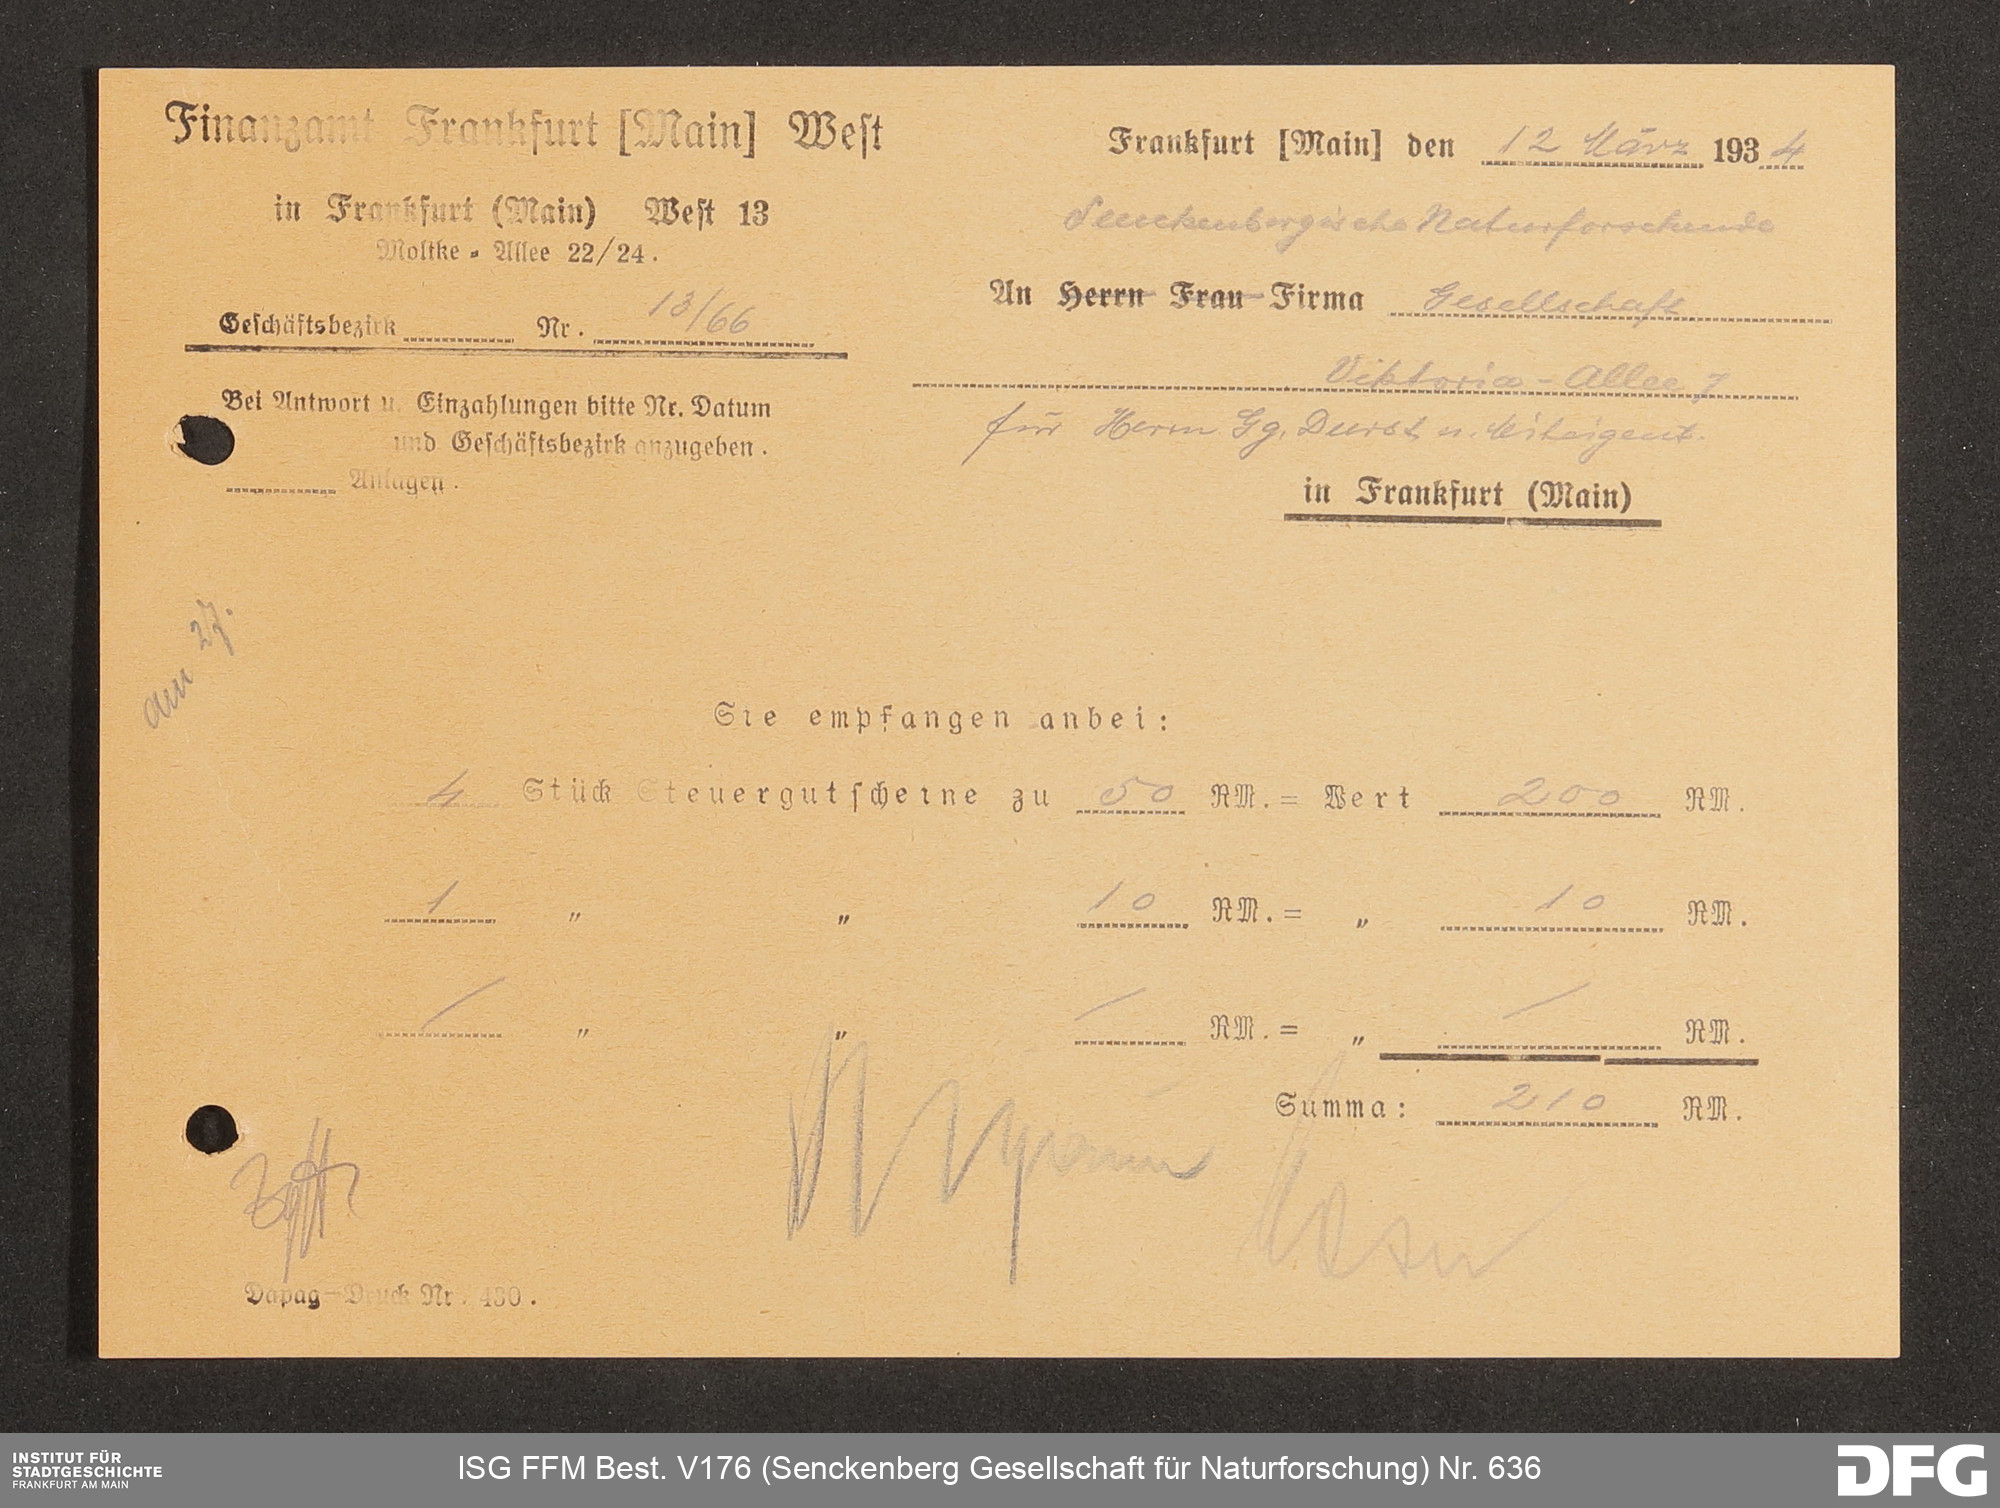 Finanzamt Frankfurt [Main] West
in Frankfurt (Main) West 13
Moltke-Allee 22/24.
Geschäftsbezirk Nr. 13/66
Bei Antwort u. Einzahlungen bitte Nr. Datum
und Geschäftsbezirk anzugeben.
Anlagen.
Frankfurt [Main] den 12 März 1934
Senckenbergische Naturforschende
An Herrn Frau Firma Gesellschaft
Viktoria-Allee 7
für Herrn Gg. Durst u. Miteigent.
in Frankfurt (Main)
am 27.
Sie empfangen anbei:
4 Stück Steuergutscheine zu 50 RM. = Wert 200 RM.
1 " " 10 RM. = " 10 RM.
/ " " / RM. = " / RM.
Summa: 210 RM.
Dapag-Druck Nr. 430.
INSTITUT FÜR
STADTGESCHICHTE
FRANKFURT AM MAIN
ISG FFM Best. V176 (Senckenberg Gesellschaft für Naturforschung) Nr. 636
DFG